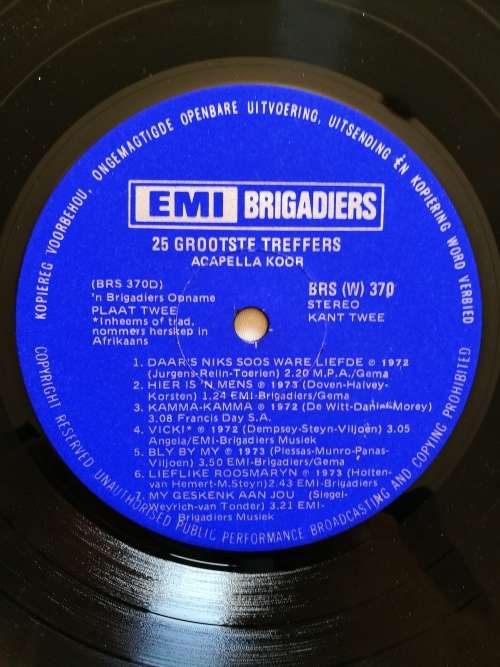 KOPIEREG VOORBEHOU, ONGEMAGTIGDE OPENBARE UITVOERING, UITSENDING ÉN KOPIERING WORD VERBIED
EMI BRIGADIERS
25 GROOTSTE TREFFERS
ACAPELLA KOOR
(BRS 370D)
'n Brigadiers Opname
PLAAT TWEE
*Inheems of trad.
nommers herskep in
Afrikaans
BRS (W) 370
STEREO
KANT TWEE
1. DAAR'S NIKS SOOS WARE LIEFDE ℗ 1972
(Jurgens-Relin-Toerien) 2.20 M.P.A./Gema
2. HIER IS 'N MENS ℗ 1973 (Doven-Halvey-
Korsten) 1.24 EMI-Brigadiers/Gema
3. KAMMA-KAMMA ℗ 1972 (De Witt-Daniel-Morey)
3.08 Francis Day S.A.
4. VICKI* ℗ 1972 (Dempsey-Steyn-Viljoen) 3.05
Angela/EMI-Brigadiers Musiek
5. BLY BY MY ℗ 1973 (Plessas-Munro-Panas-
Viljoen) 3,50 EMI-Brigadiers/Gema
6. LIEFLIKE ROOSMARYN ℗ 1973 (Holten-
van Hemert-M.Steyn) 2.43 EMI-Brigadiers
7. MY GESKENK AAN JOU (Siegel-
Weyrich-van Tonder) 3.21 EMI-
Brigadiers Musiek
COPYRIGHT RESERVED UNAUTHORISED PUBLIC PERFORMANCE BROADCASTING AND COPYING PROHIBITED